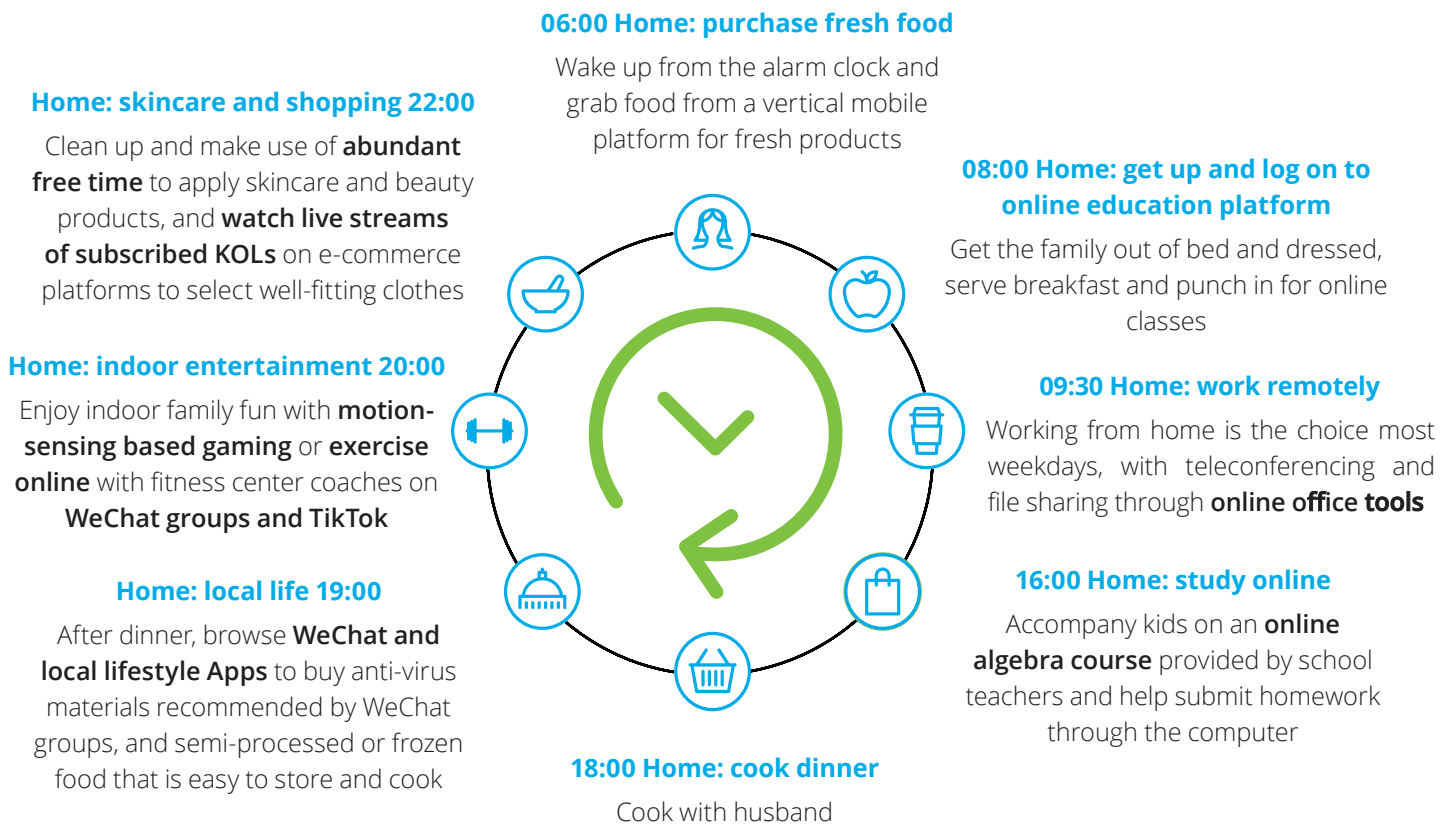 06:00 Home: purchase fresh food
Wake up from the alarm clock and
grab food from a vertical mobile
platform for fresh products
08:00 Home: get up and log on to
online education platform
Get the family out of bed and dressed,
serve breakfast and punch in for online
classes
09:30 Home: work remotely
Working from home is the choice most
weekdays, with teleconferencing and
file sharing through online office tools
16:00 Home: study online
Accompany kids on an online
algebra course provided by school
teachers and help submit homework
through the computer
18:00 Home: cook dinner
Cook with husband
Home: local life 19:00
After dinner, browse WeChat and
local lifestyle Apps to buy anti-virus
materials recommended by WeChat
groups, and semi-processed or frozen
food that is easy to store and cook
Home: indoor entertainment 20:00
Enjoy indoor family fun with motion-
sensing based gaming or exercise
online with fitness center coaches on
WeChat groups and TikTok
Home: skincare and shopping 22:00
Clean up and make use of abundant
free time to apply skincare and beauty
products, and watch live streams
of subscribed KOLs on e-commerce
platforms to select well-fitting clothes